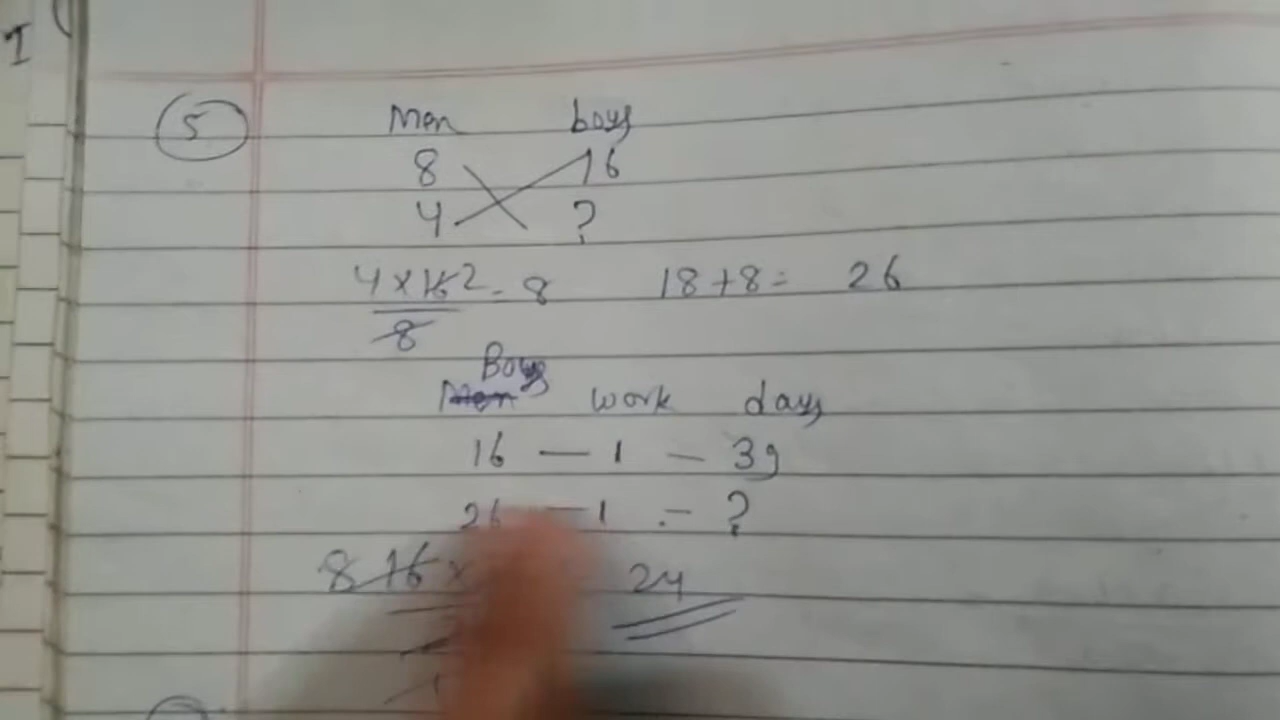 I
5 Men boys
8 16
4 ?
4 × 16 2 = 8 18 + 8 = 26
8
Boys
Men work days
16 — 1 — 39
26 — 1 — ?
8 16 × 24